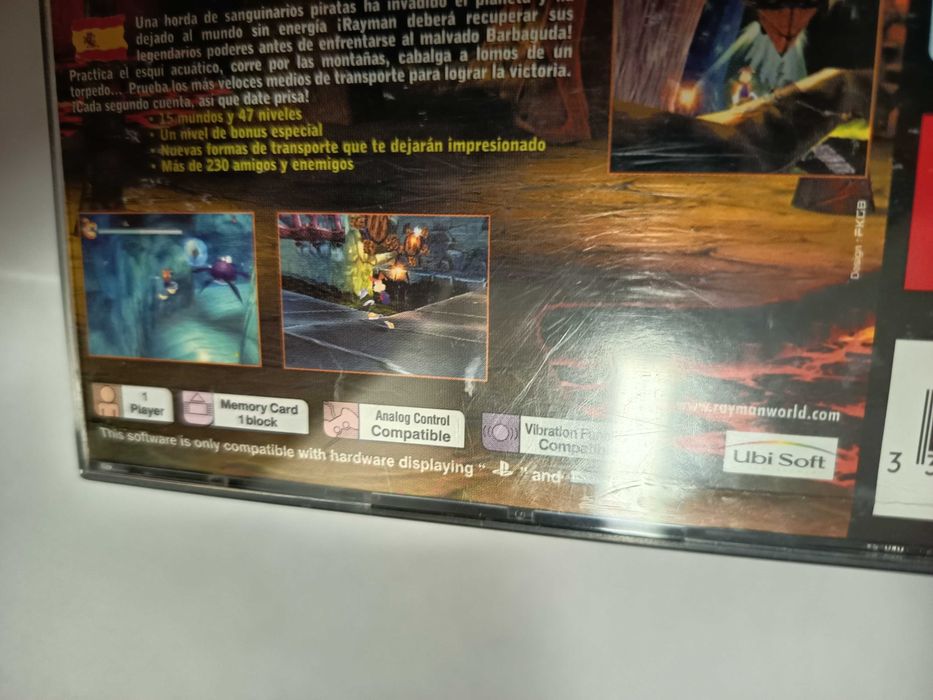 Una horda de sanguinarios piratas ha invadido el planeta y ha
dejado al mundo sin energía ¡Rayman deberá recuperar sus
legendarios poderes antes de enfrentarse al malvado Barbaguda!
Practica el esquí acuático, corre por las montañas, cabalga a lomos de un
torpedo... Prueba los más veloces medios de transporte para lograr la victoria.
¡Cada segundo cuenta, así que date prisa!
• 15 mundos y 47 niveles
• Un nivel de bonus especial
• Nuevas formas de transporte que te dejarán impresionado
• Más de 230 amigos y enemigos
Design : PKGB
1
Player
Memory Card
1 block
Analog Control
Compatible
Vibration
www.raymanworld.com
Ubi Soft
This software is only compatible with hardware displaying " " and
3